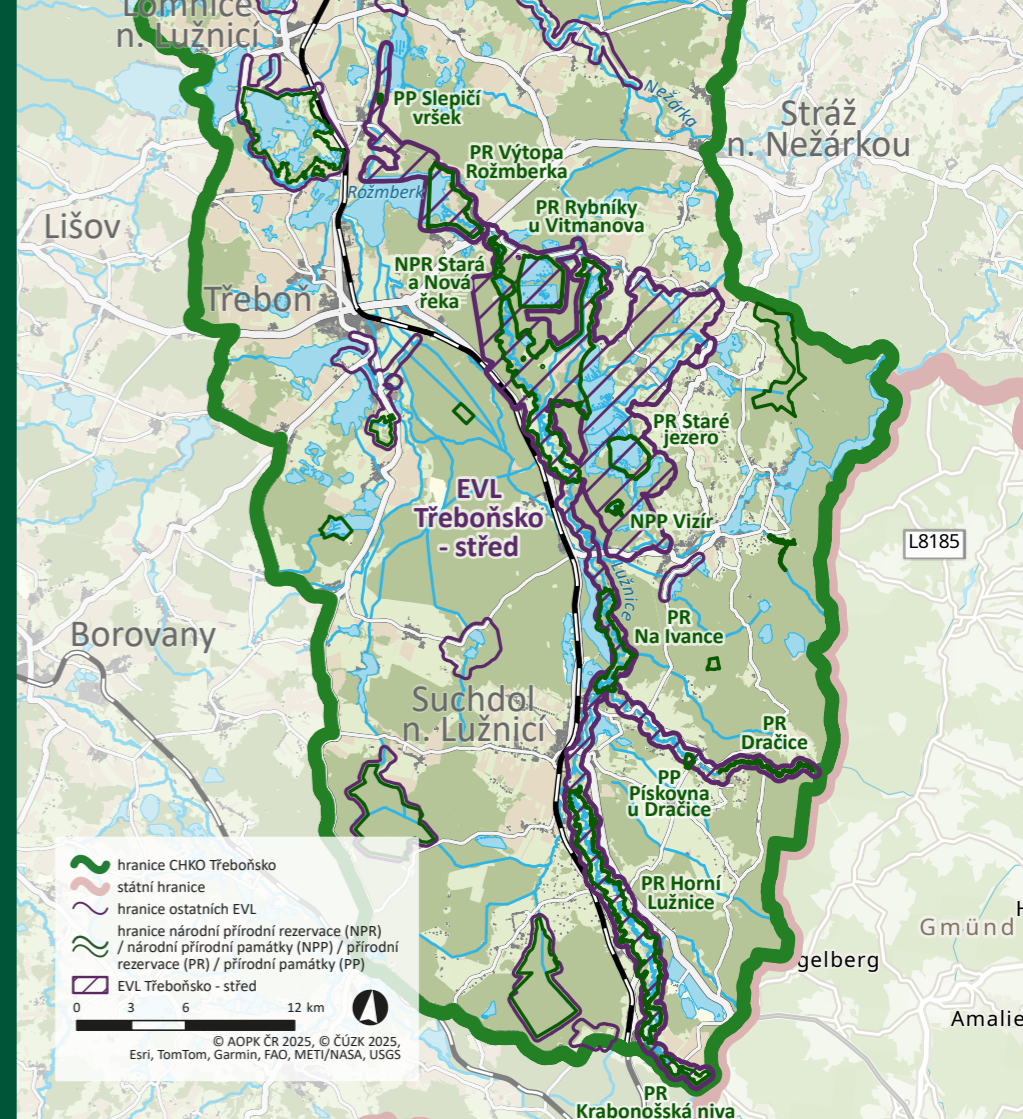 Lomnice
n. Lužnicí
Nežárka
PP Slepičí
vršek
Stráž
n. Nežárkou
PR Výtopa
Rožmberka
Rožmberk
PR Rybníky
u Vitmanova
Lišov
NPR Stará
a Nová
řeka
Třeboň
PR Staré
jezero
EVL
Třeboňsko
- střed
NPP Vizír
L8185
Lužnice
PR
Na Ivance
Borovany
Suchdol
n. Lužnicí
PR
Dračice
PP
Pískovna
u Dračice
PR Horní
Lužnice
H
Gmünd
gelberg
Amalie
PR
Krabonošská niva
hranice CHKO Třeboňsko
státní hranice
hranice ostatních EVL
hranice národní přírodní rezervace (NPR)
/ národní přírodní památky (NPP) / přírodní
rezervace (PR) / přírodní památky (PP)
EVL Třeboňsko - střed
0 3 6 12 km
© AOPK ČR 2025, © ČÚZK 2025,
Esri, TomTom, Garmin, FAO, METI/NASA, USGS